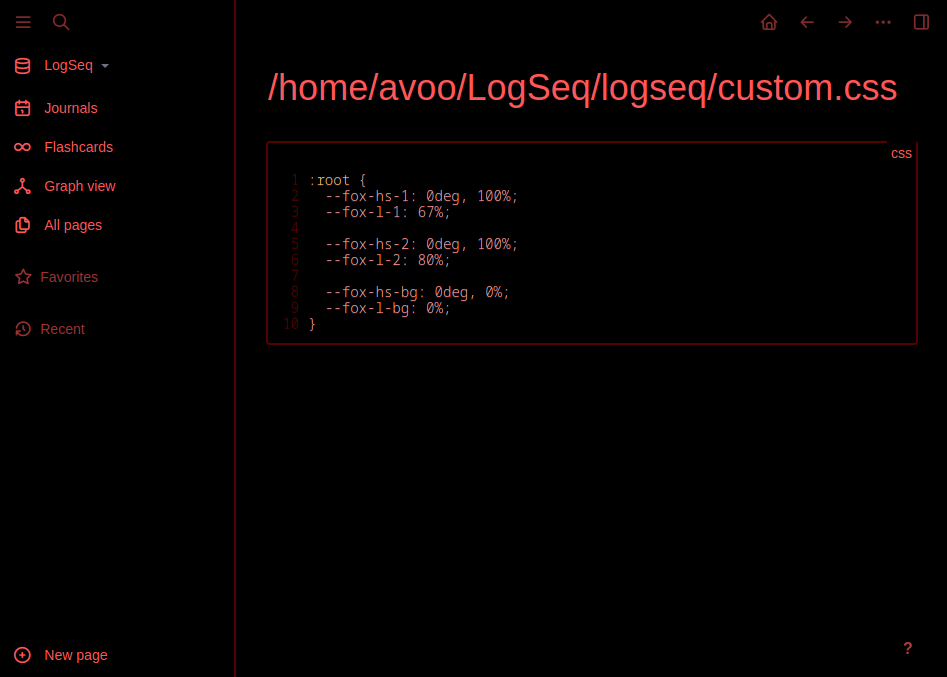 LogSeq
Journals
Flashcards
Graph view
All pages
Favorites
Recent
New page
/home/avoo/LogSeq/logseq/custom.css
css
1 :root {
2   --fox-hs-1: 0deg, 100%;
3   --fox-l-1: 67%;
4
5   --fox-hs-2: 0deg, 100%;
6   --fox-l-2: 80%;
7
8   --fox-hs-bg: 0deg, 0%;
9   --fox-l-bg: 0%;
10 }
?